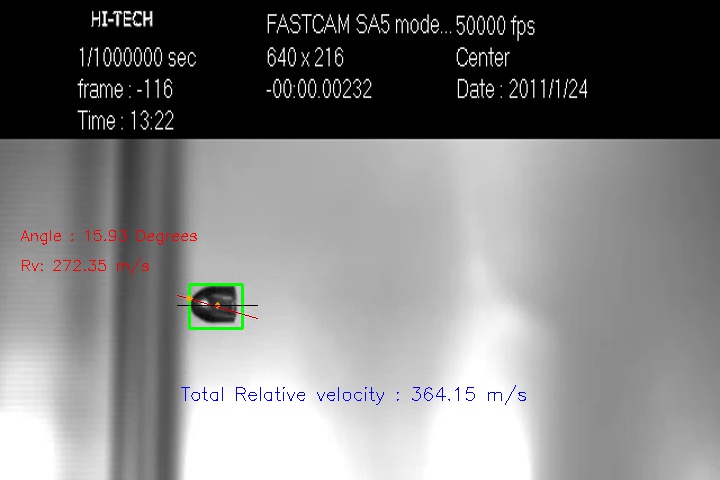 HI-TECH
FASTCAM SA5 mode... 50000 fps
1/1000000 sec 640 x 216 Center
frame : -116 -00:00.00232 Date : 2011/1/24
Time : 13:22
Angle : 15.93 Degrees
Rv: 272.35 m/s
Total Relative velocity : 364.15 m/s